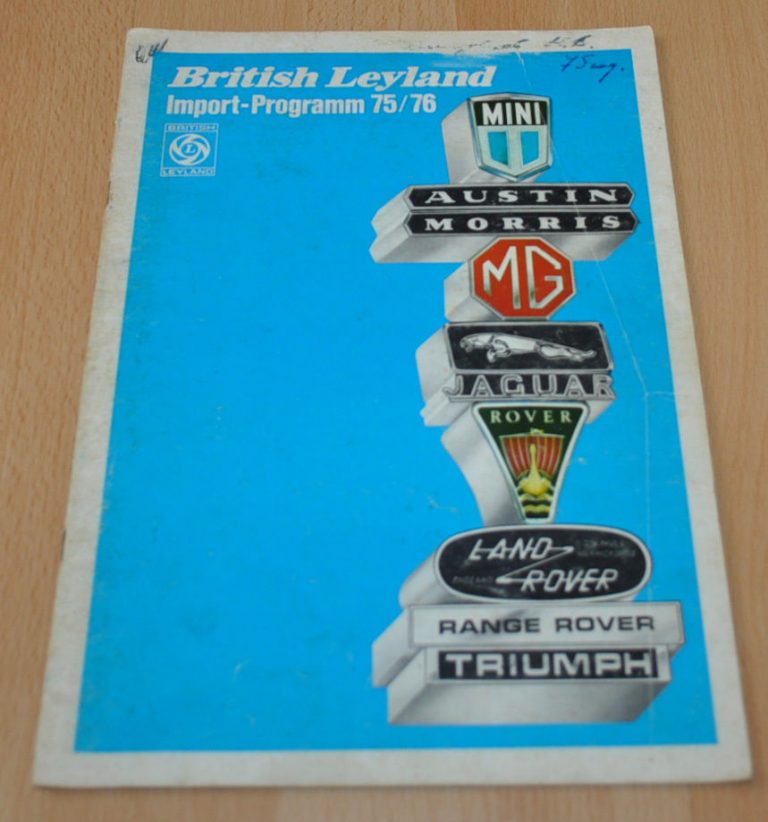 British Leyland
Import-Programm 75/76
BRITISH
L
LEYLAND
MINI
AUSTIN
MORRIS
MG
JAGUAR
ROVER
LAND
ROVER
RANGE ROVER
TRIUMPH